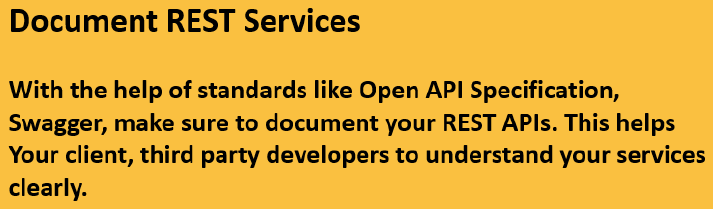 Document REST Services
With the help of standards like Open API Specification,
Swagger, make sure to document your REST APIs. This helps
Your client, third party developers to understand your services
clearly.